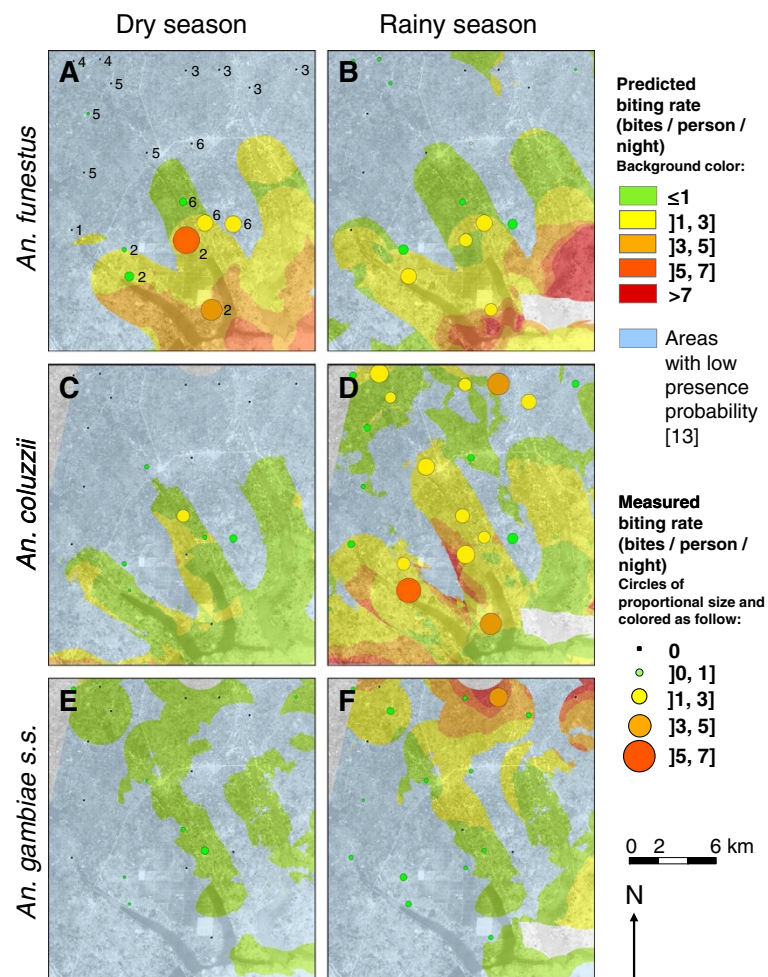 Dry season
Rainy season
An. funestus
A
4
4
5
3
3
3
3
5
5
6
5
1
6
6
6
2
2
2
2
B
Predicted
biting rate
(bites / person /
night)
Background color:
≤1
]1, 3]
]3, 5]
]5, 7]
>7
Areas
with low
presence
probability
[13]
An. coluzzii
C
D
Measured
biting rate
(bites / person /
night)
Circles of
proportional size and
colored as follow:
0
]0, 1]
]1, 3]
]3, 5]
]5, 7]
An. gambiae s.s.
E
F
0 2 6 km
N